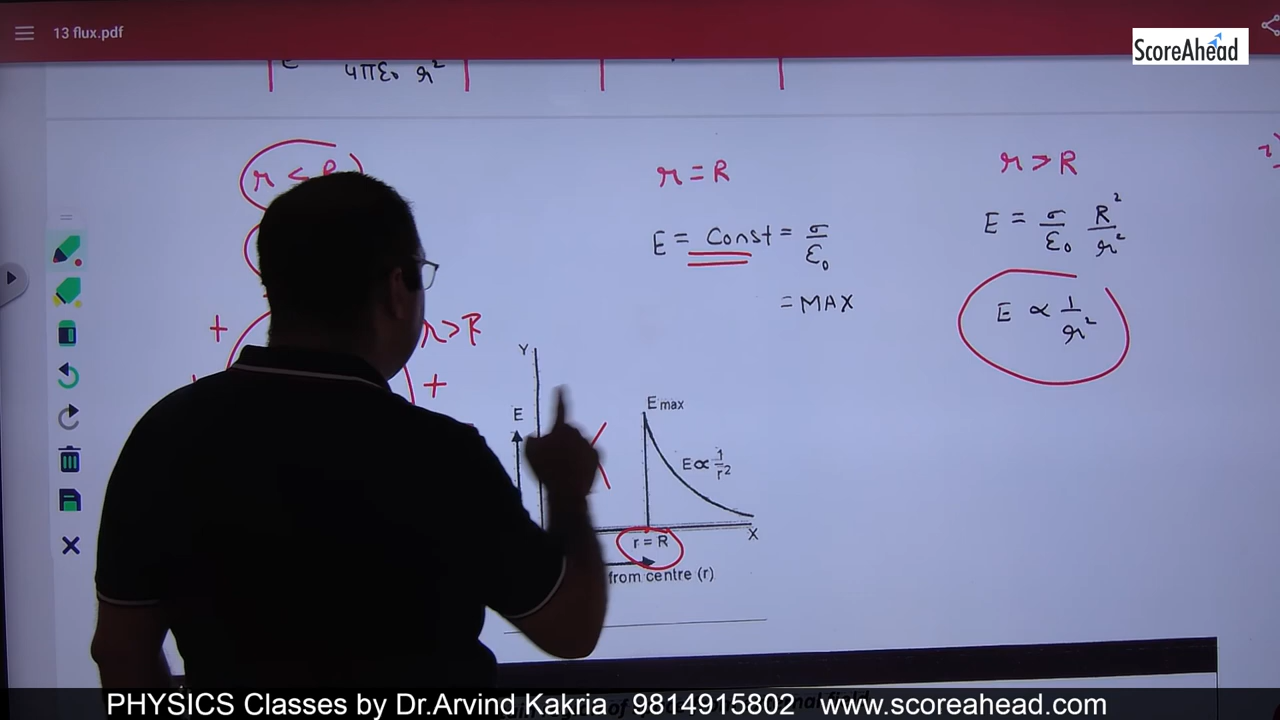 13 flux.pdf
ScoreAhead
4πε₀ r²
r < R
r = R
r > R
E = Const = σ/ε₀
= MAX
E = σ/ε₀ R²/r²
E ∝ 1/r²
+
r > R
+
Y
E
E max
E ∝ 1/r²
r = R
X
from centre (r)
PHYSICS Classes by Dr.Arvind Kakria 9814915802 www.scoreahead.com